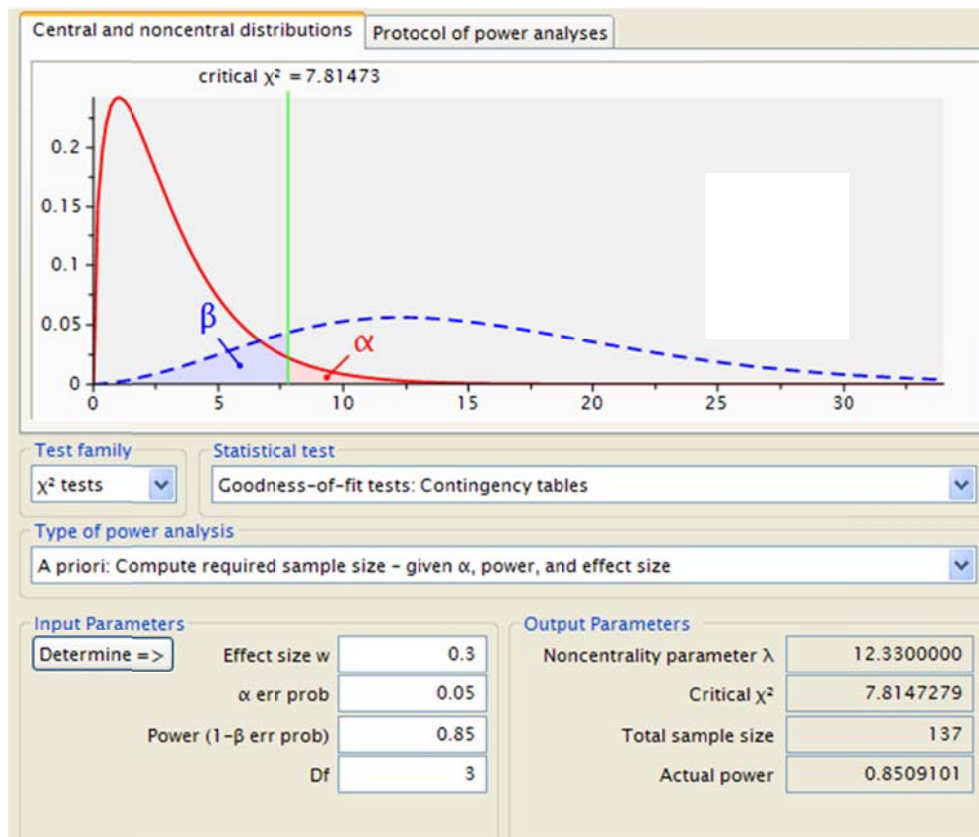 Central and noncentral distributions
Protocol of power analyses
critical χ² = 7.81473
0.2
0.15
0.1
0.05
0
β
α
0 5 10 15 20 25 30
Test family
Statistical test
χ² tests
Goodness-of-fit tests: Contingency tables
Type of power analysis
A priori: Compute required sample size – given α, power, and effect size
Input Parameters
Output Parameters
Determine => Effect size w 0.3 Noncentrality parameter λ 12.3300000
α err prob 0.05 Critical χ² 7.8147279
Power (1-β err prob) 0.85 Total sample size 137
Df 3 Actual power 0.8509101